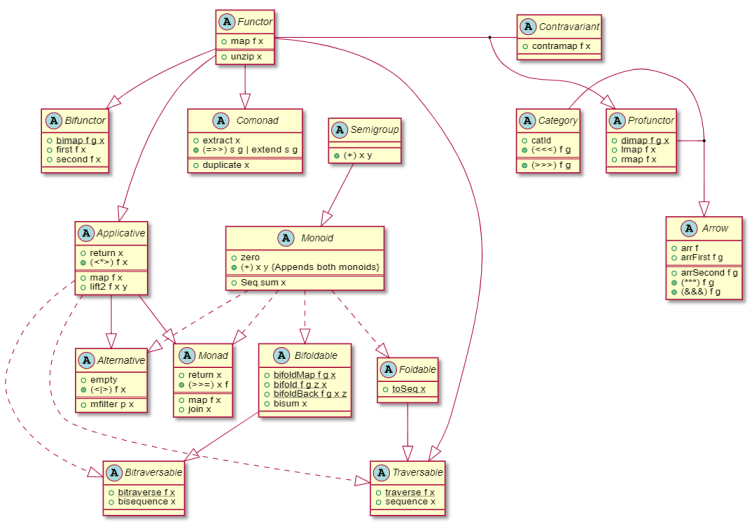 A Functor
map f x
unzip x
A Contravariant
contramap f x
A Bifunctor
bimap f g x
first f x
second f x
A Comonad
extract x
(=>>) s g | extend s g
duplicate x
A Semigroup
(+) x y
A Category
catId
(<<<) f g
(>>>) f g
A Profunctor
dimap f g x
lmap f x
rmap f x
A Applicative
return x
(<*>) f x
map f x
lift2 f x y
A Monoid
zero
(+) x y {Appends both monoids}
Seq.sum x
A Arrow
arr f
arrFirst f g
arrSecond f g
(***) f g
(&&&) f g
A Alternative
empty
(<|>) f x
mfilter p x
A Monad
return x
(>>=) x f
map f x
join x
A Bifoldable
bifoldMap f g x
bifold f g z x
bifoldBack f g x z
bisum x
A Foldable
toSeq x
A Bitraversable
bitraverse f x
bisequence x
A Traversable
traverse f x
sequence x